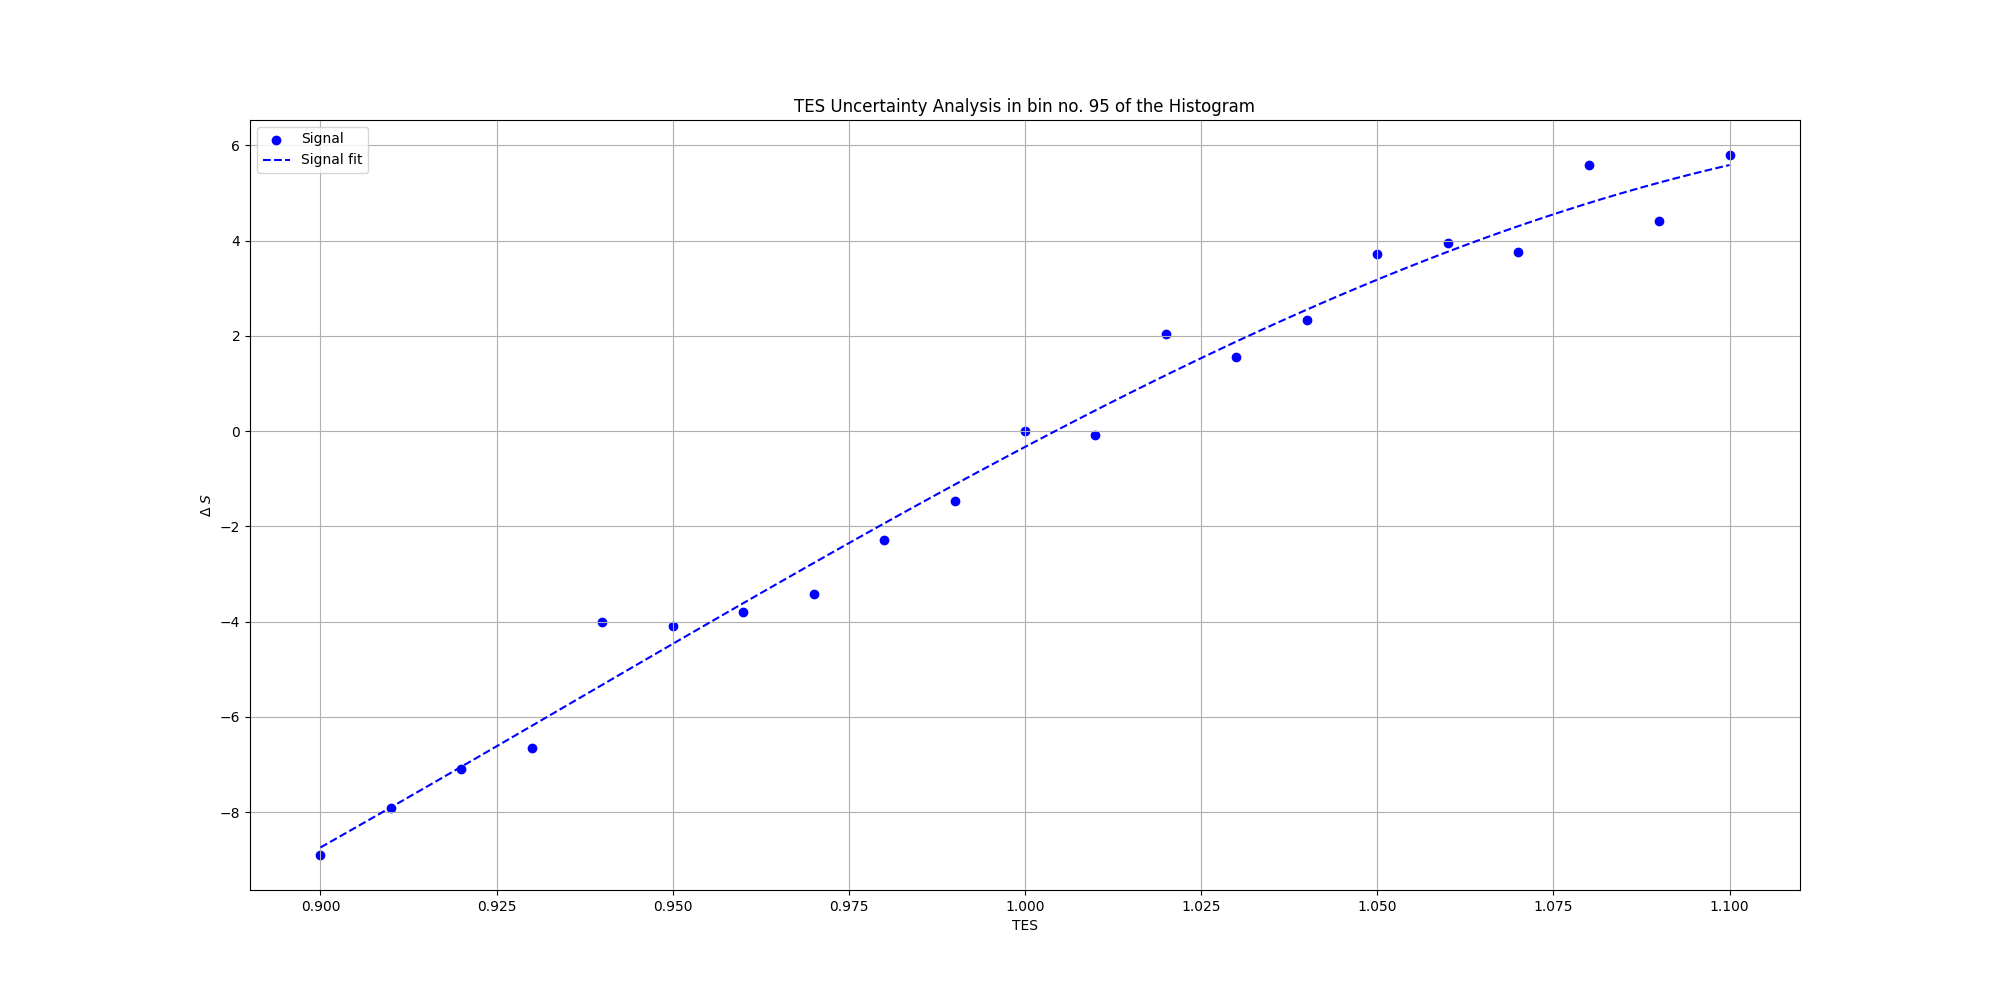 TES Uncertainty Analysis in bin no. 95 of the Histogram
Signal
Signal fit
6
4
2
0
−2
−4
−6
−8
Δ S
0.900 0.925 0.950 0.975 1.000 1.025 1.050 1.075 1.100
TES